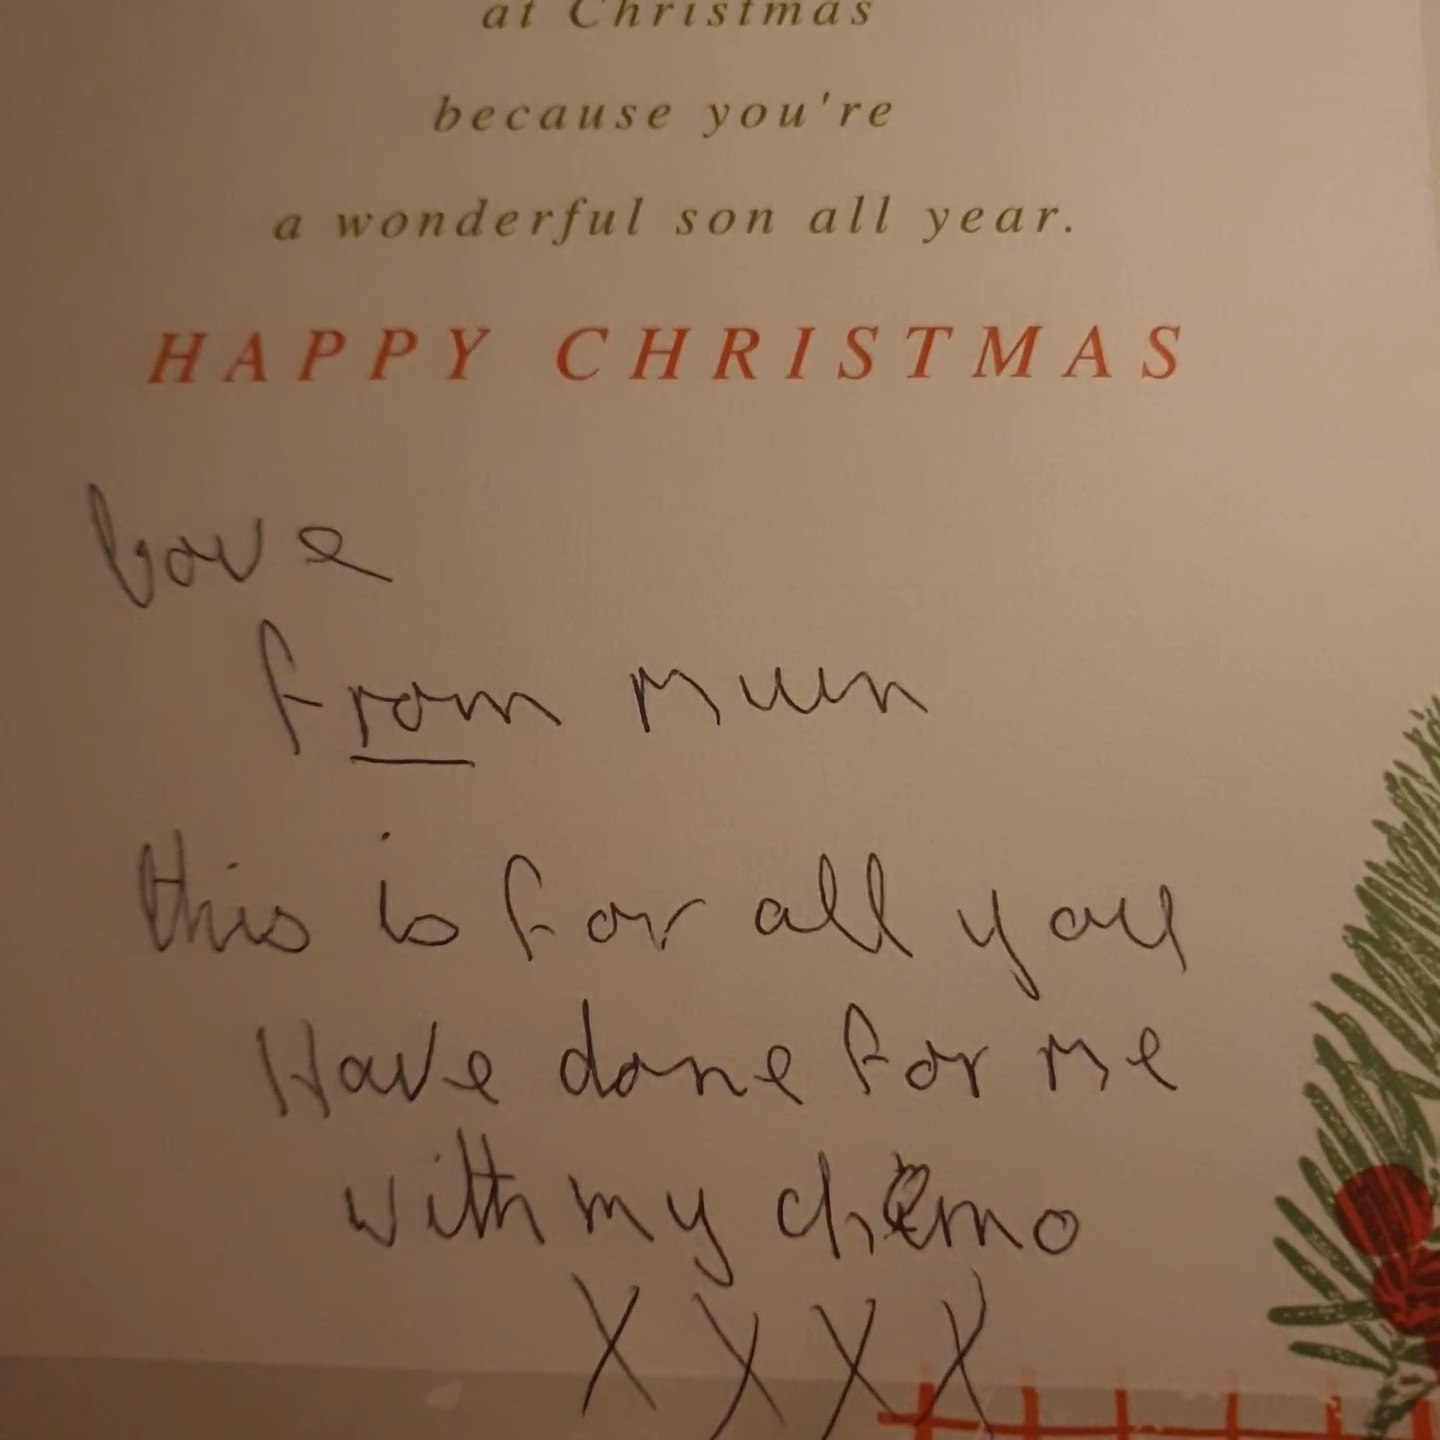 at Christmas
because you're
a wonderful son all year.
HAPPY CHRISTMAS
Love
from Mum
this is for all you
Have done for me
with my chemo
X X X X